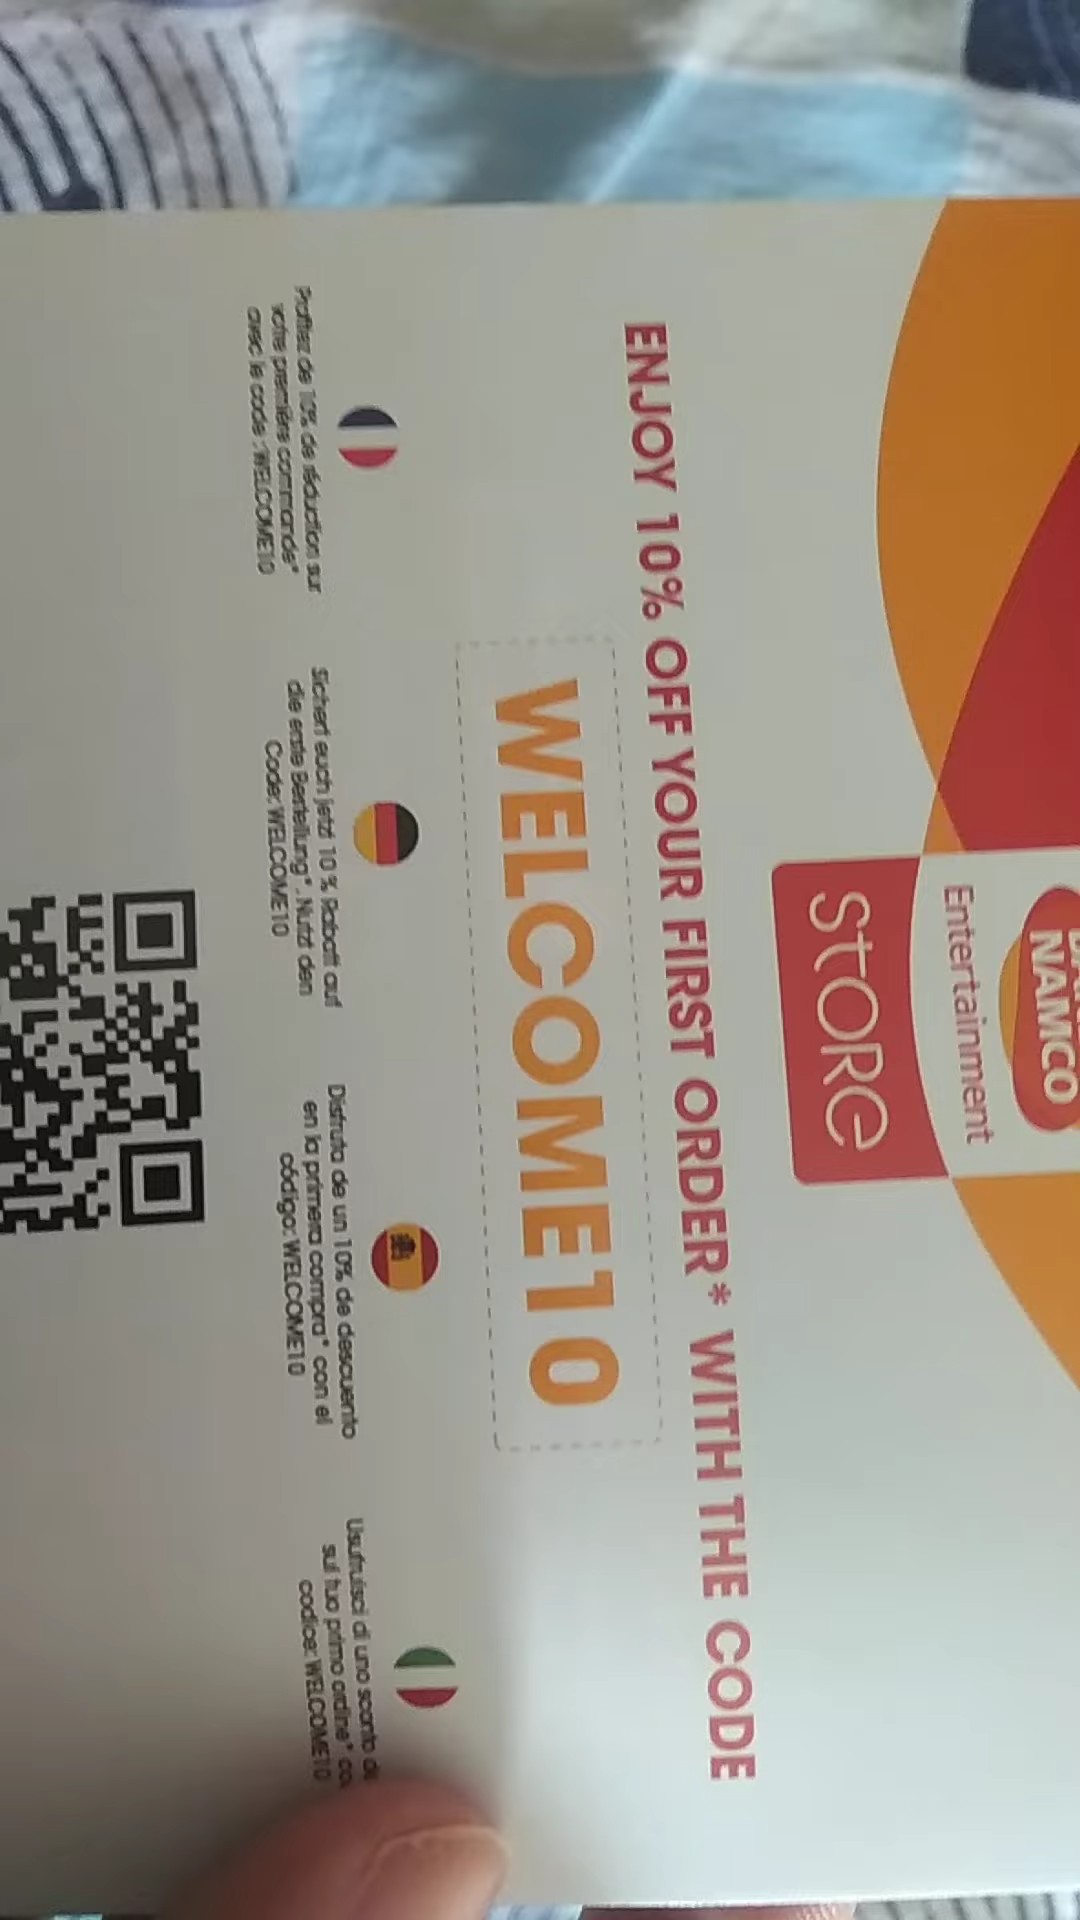 NAMCO
Entertainment
store
ENJOY 10% OFF YOUR FIRST ORDER* WITH THE CODE
WELCOME10
Profitez de 10% de réduction sur
votre première commande*
avec le code : WELCOME10
Sichert euch jetzt 10 % Rabatt auf
die erste Bestellung*. Nutzt den
Code: WELCOME10
Disfruta de un 10% de descuento
en la primera compra* con el
código: WELCOME10
Usufruisci di uno sconto
sul tuo primo ordine*
codice: WELCOME10